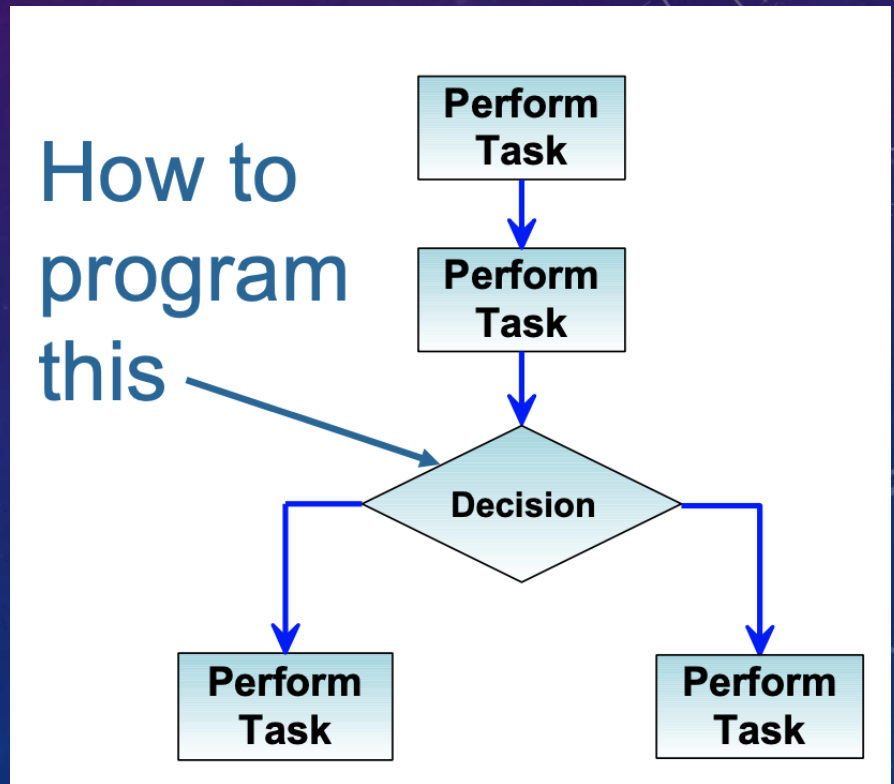 How to
program
this
Perform
Task
Perform
Task
Decision
Perform
Task
Perform
Task